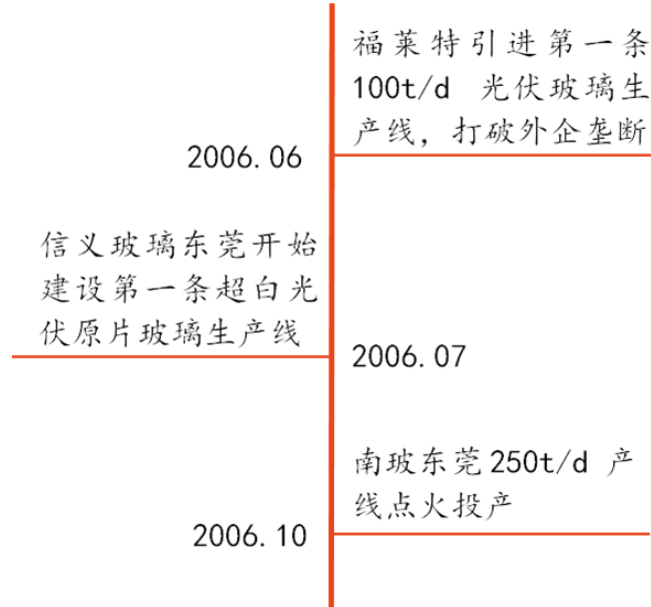 福莱特引进第一条
100t/d 光伏玻璃生
产线，打破外企垄断
2006.06
信义玻璃东莞开始
建设第一条超白光
伏原片玻璃生产线
2006.07
南玻东莞250t/d 产
线点火投产
2006.10